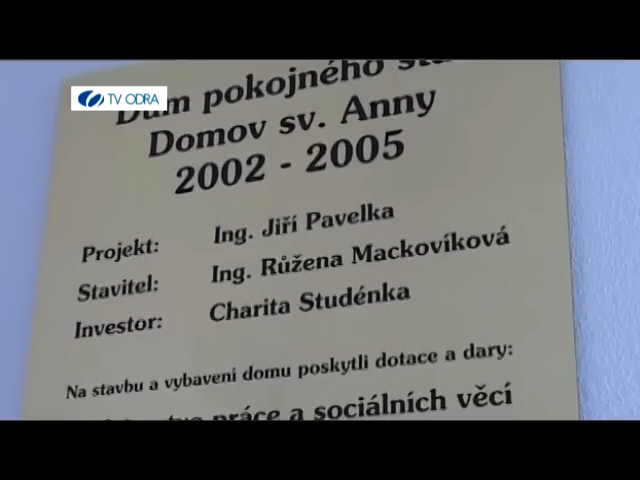 TV ODRA
Dům pokojného
Domov sv. Anny
2002 - 2005
Projekt: Ing. Jiří Pavelka
Stavitel: Ing. Růžena Mackovíková
Investor: Charita Studénka
Na stavbu a vybavení domu poskytli dotace a dary:
práce a sociálních věcí